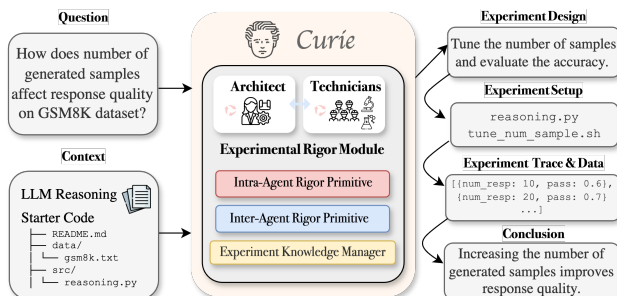 Question
How does number of
generated samples
affect response quality
on GSM8K dataset?
Context
LLM Reasoning
Starter Code
├── README.md
├── data/
│ └── gsm8k.txt
├── src/
│ └── reasoning.py
Curie
Architect
Technicians
Experimental Rigor Module
Intra-Agent Rigor Primitive
Inter-Agent Rigor Primitive
Experiment Knowledge Manager
Experiment Design
Tune the number of samples
and evaluate the accuracy.
Experiment Setup
reasoning.py
tune_num_sample.sh
Experiment Trace & Data
[{num_resp: 10, pass: 0.6},
{num_resp: 20, pass: 0.7}
...]
Conclusion
Increasing the number of
generated samples improves
response quality.